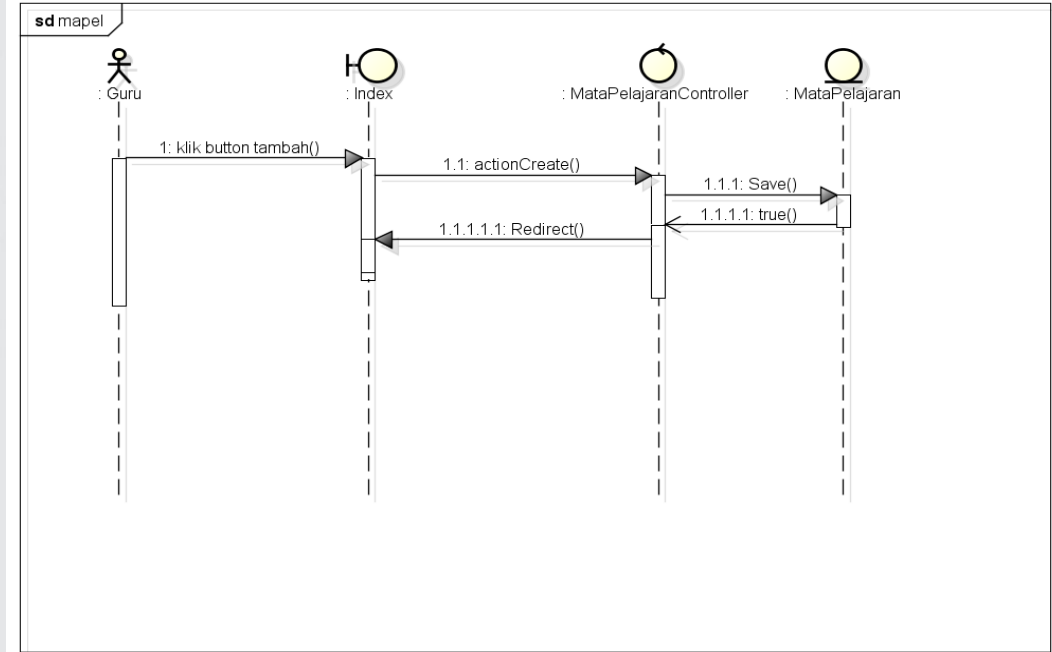 sd mapel
: Guru
: Index
: MataPelajaranController
: MataPelajaran
1: klik button tambah()
1.1: actionCreate()
1.1.1: Save()
1.1.1.1: true()
1.1.1.1.1: Redirect()